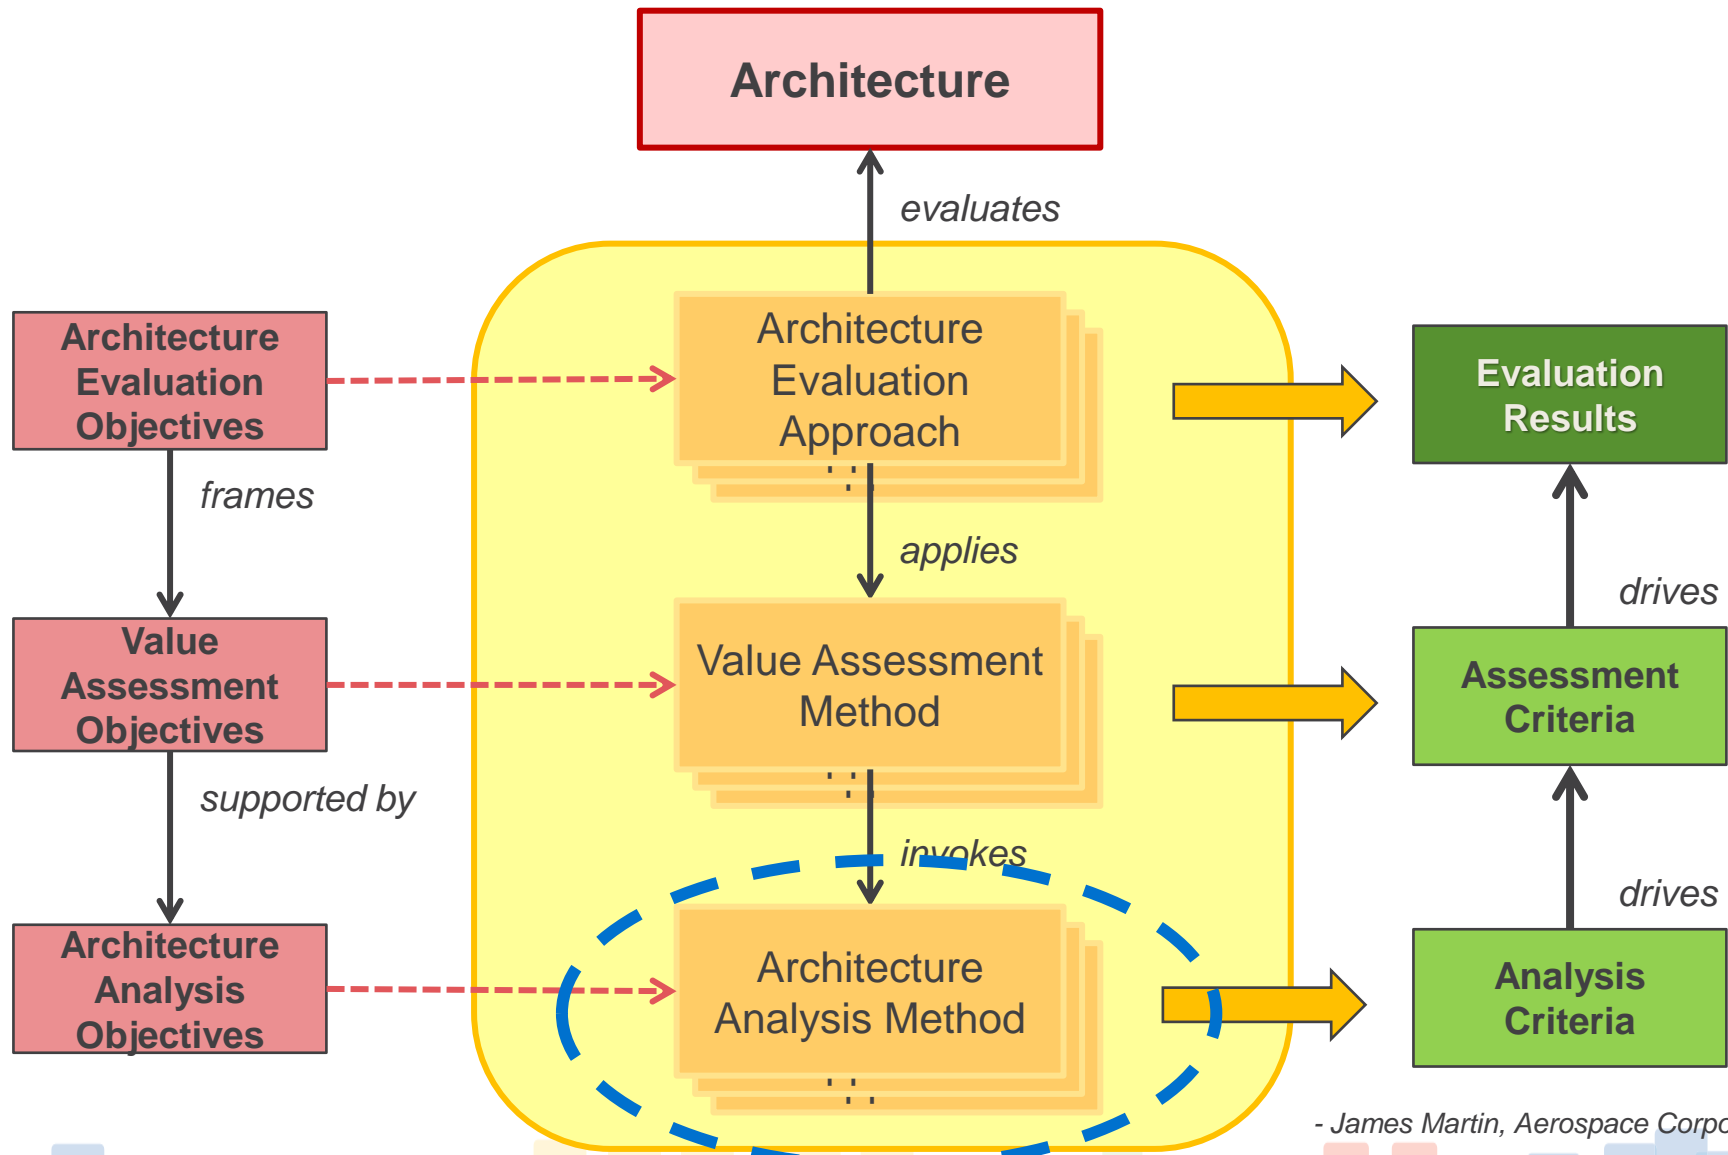 Architecture
evaluates
Architecture
Evaluation
Objectives
Architecture
Evaluation
Approach
Evaluation
Results
frames
applies
drives
Value
Assessment
Objectives
Value Assessment
Method
Assessment
Criteria
supported by
invokes
drives
Architecture
Analysis
Objectives
Architecture
Analysis Method
Analysis
Criteria
- James Martin, Aerospace Corpo